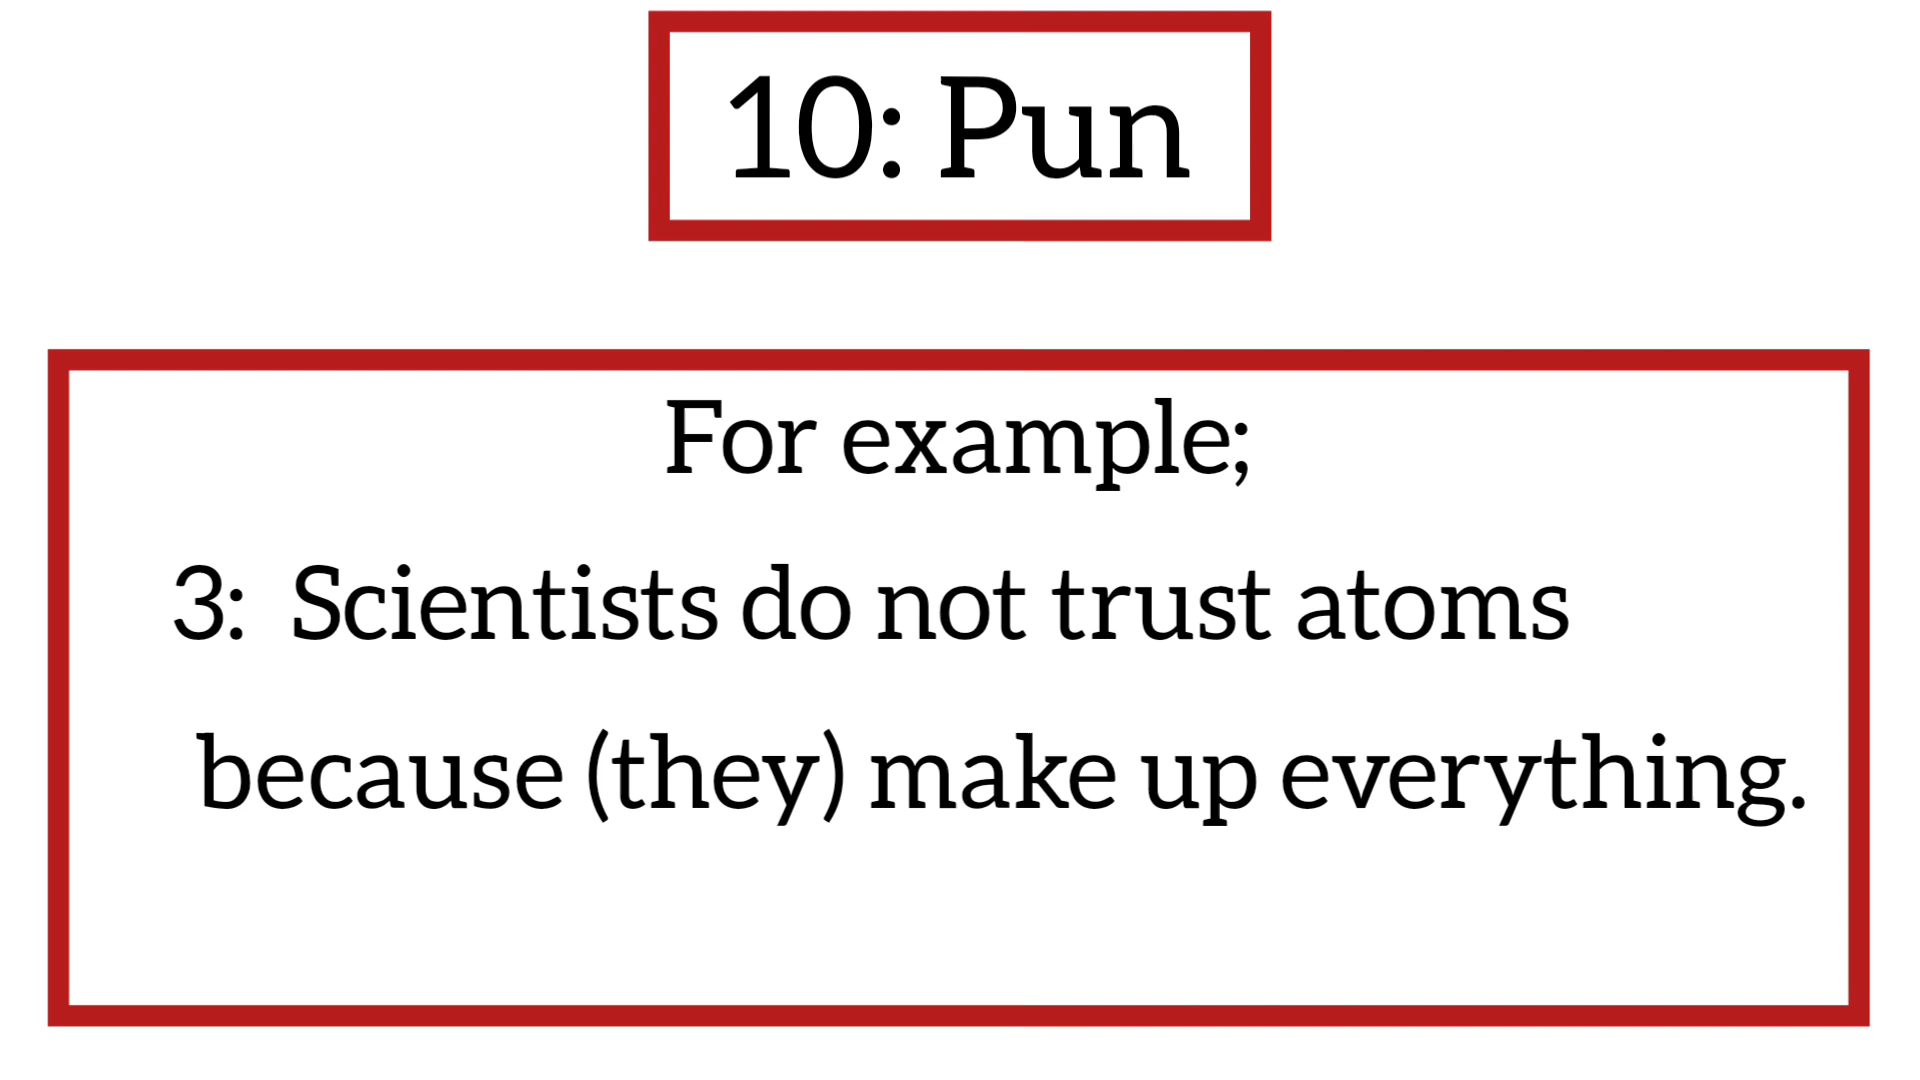 10: Pun
For example;
3: Scientists do not trust atoms
because (they) make up everything.